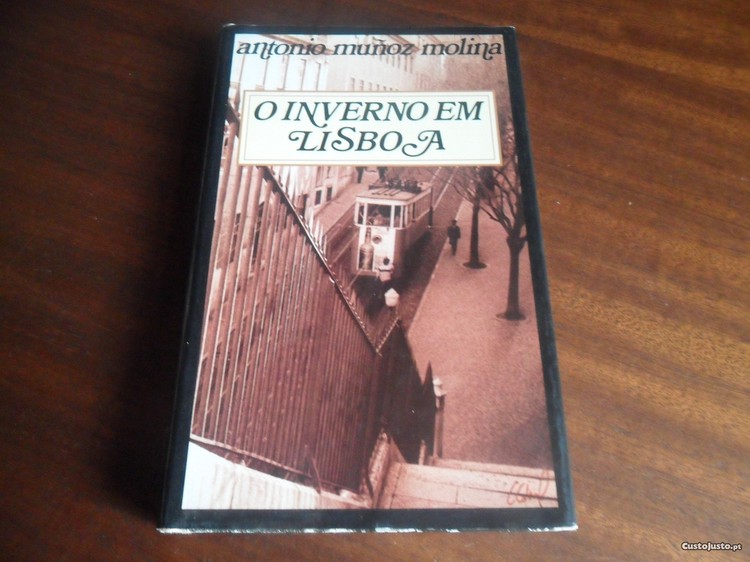 antonio muñoz molina
O INVERNO EM
LISBOA
CustoJusto.pt